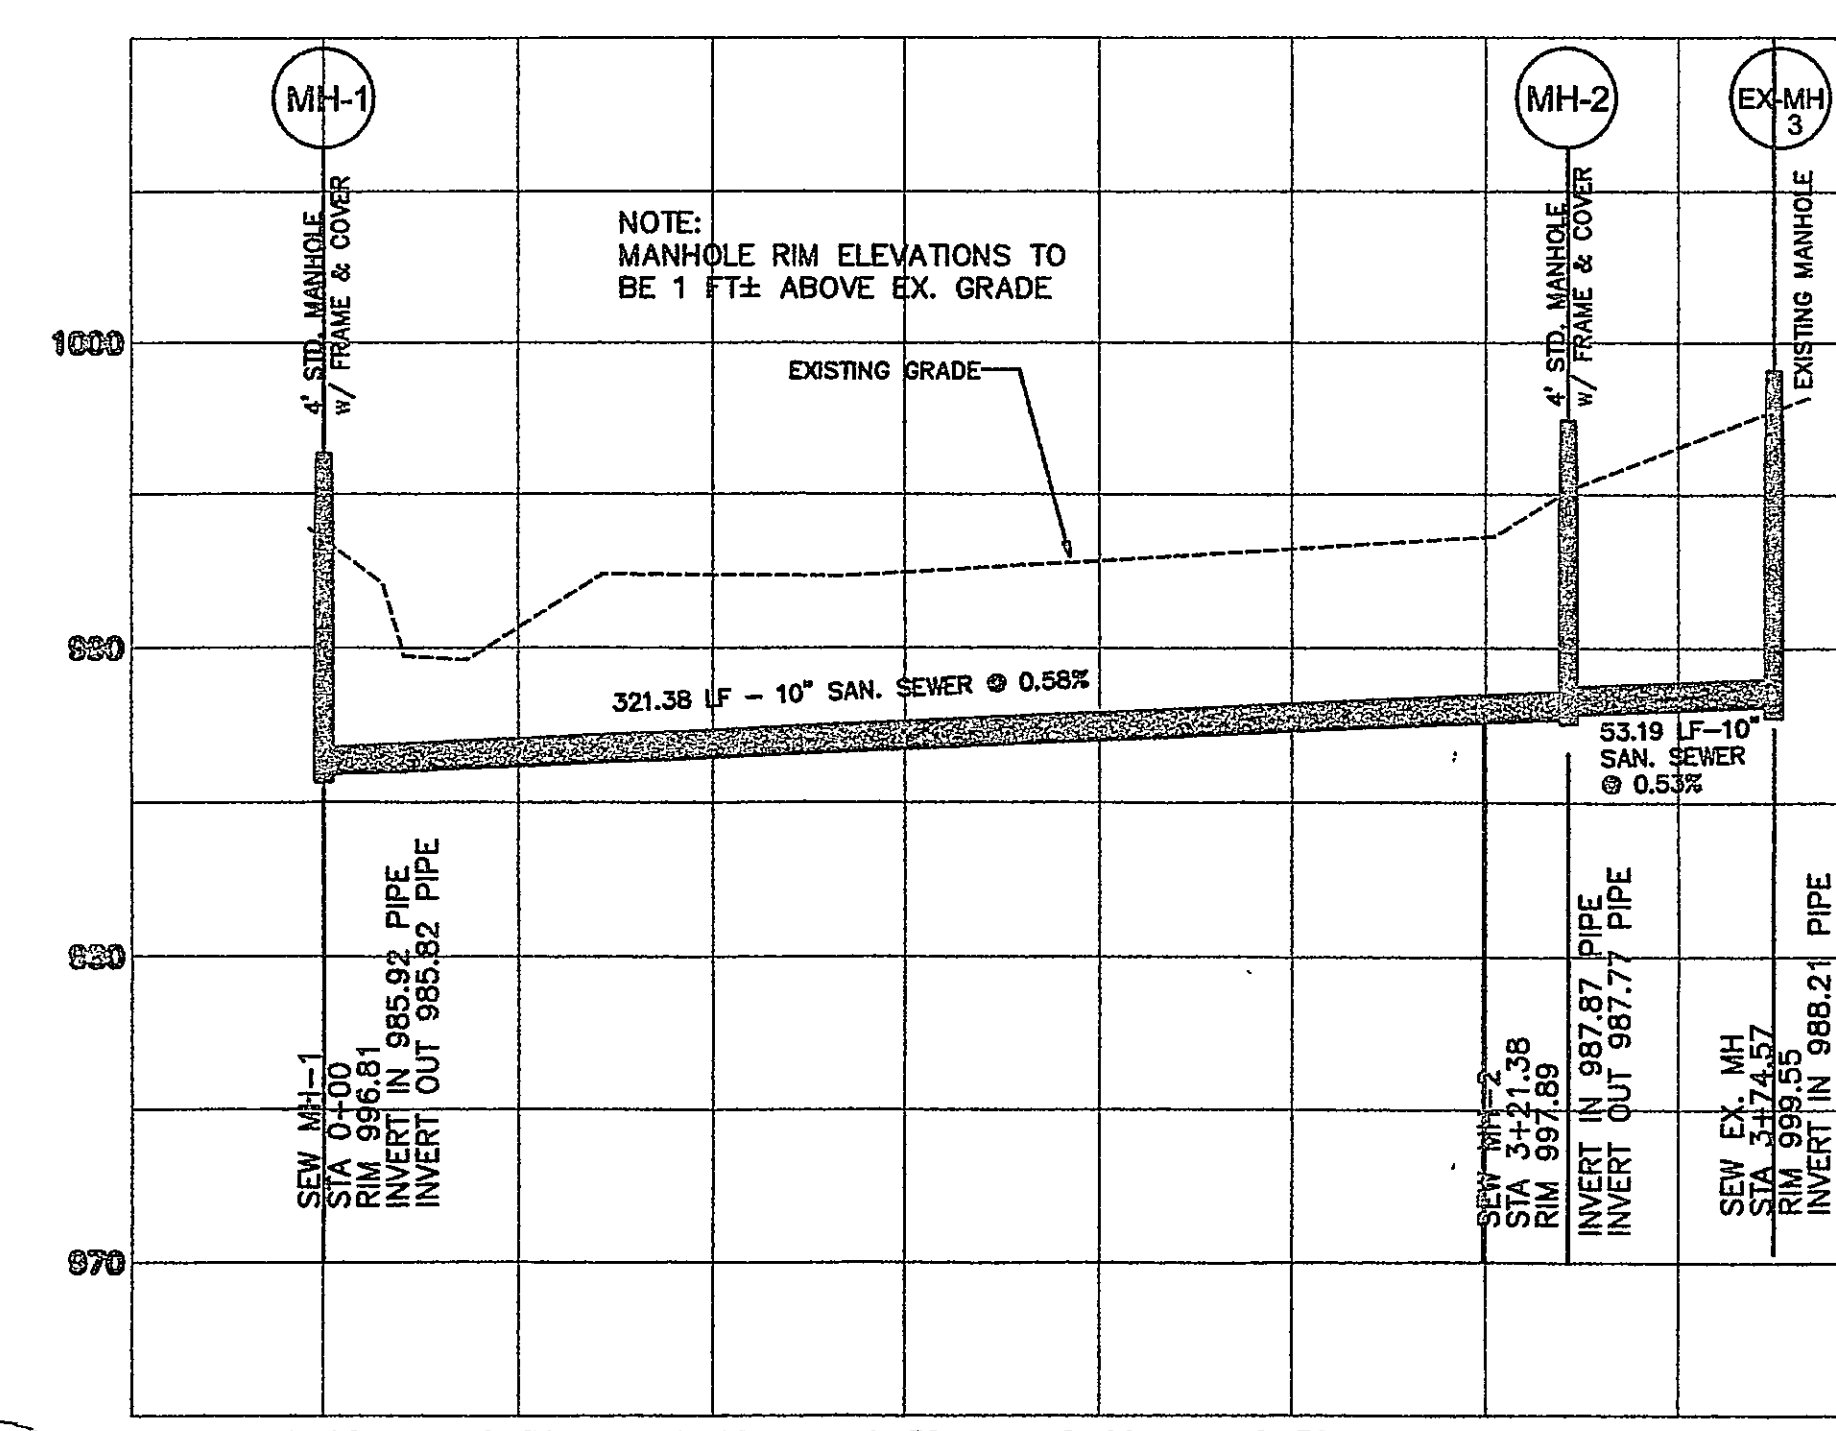 MH-1
MH-2
EX-MH
3
4' STD. MANHOLE
w/ FRAME & COVER
NOTE:
MANHOLE RIM ELEVATIONS TO
BE 1 FT± ABOVE EX. GRADE
4' STD. MANHOLE
w/ FRAME & COVER
EXISTING MANHOLE
1000
EXISTING GRADE
990
321.38 LF - 10" SAN. SEWER @ 0.58%
53.19 LF-10"
SAN. SEWER
@ 0.53%
980
970
SEW MH-1
STA 0+00
RIM 996.81
INVERT IN 985.92 PIPE
INVERT OUT 985.82 PIPE
SEW MH-2
STA 3+21.38
RIM 997.89
INVERT IN 987.87 PIPE
INVERT OUT 987.77 PIPE
SEW EX. MH
STA 3+74.57
RIM 999.55
INVERT IN 988.21 PIPE